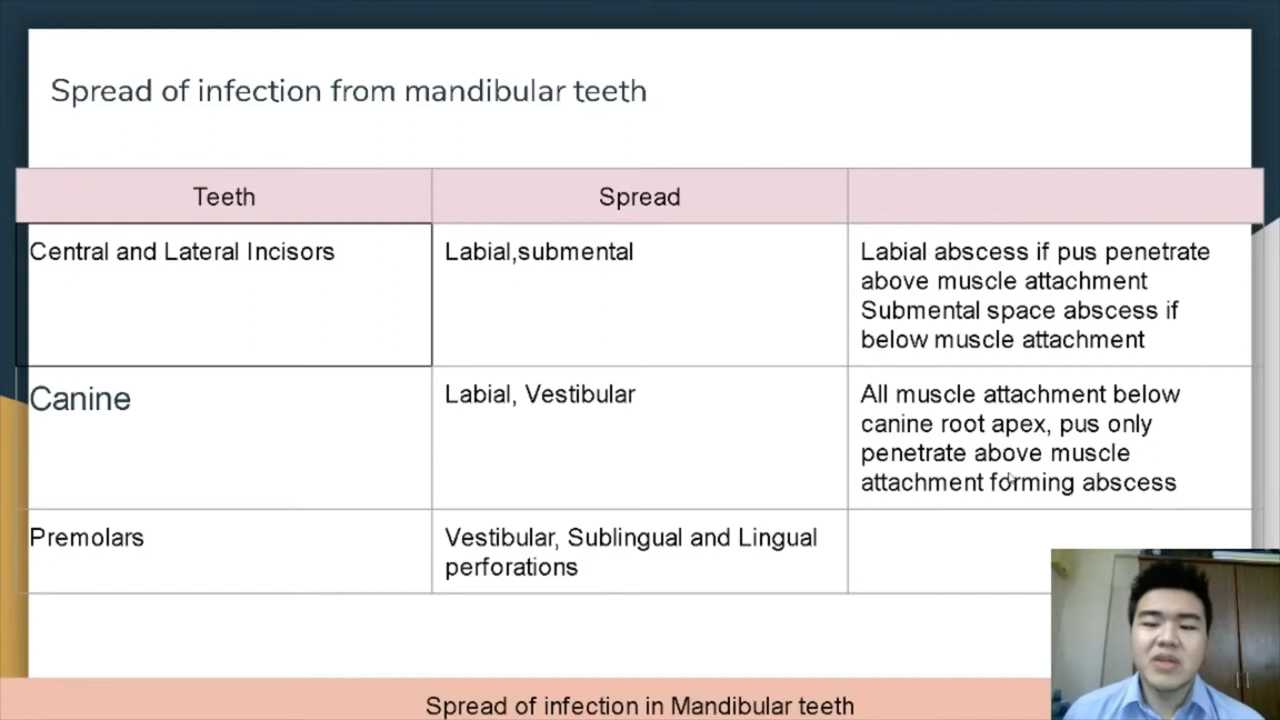 Spread of infection from mandibular teeth
Teeth
Spread
Central and Lateral Incisors
Labial,submental
Labial abscess if pus penetrate
above muscle attachment
Submental space abscess if
below muscle attachment
Canine
Labial, Vestibular
All muscle attachment below
canine root apex, pus only
penetrate above muscle
attachment forming abscess
Premolars
Vestibular, Sublingual and Lingual
perforations
Spread of infection in Mandibular teeth